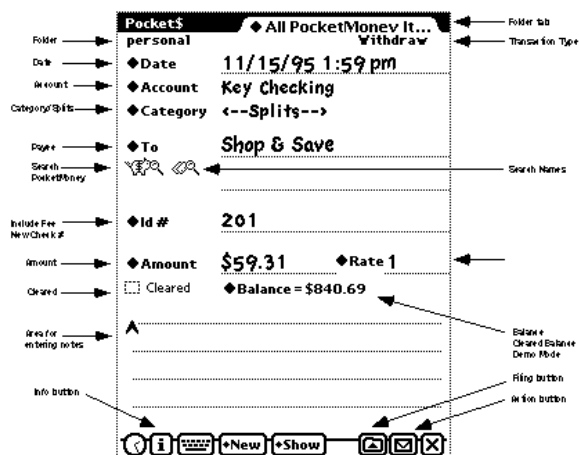 Pocket$ ◆ All PocketMoney It... Folder tab
Folder personal Withdraw Transaction Type
Date ◆Date 11/15/95 1:59 pm
Account ◆Account Key Checking
Category/Splits ◆Category <--Splits-->
Payee ◆To Shop & Save
Search PocketMoney Search Names
Include Fee
New Check # ◆Id # 201
Amount ◆Amount $59.31 ◆Rate 1
Cleared Cleared ◆Balance = $840.69
Area for
entering notes
Balance
Cleared Balance
Demo Mode
Info button
Filing button
Action button
i ◆New ◆Show X